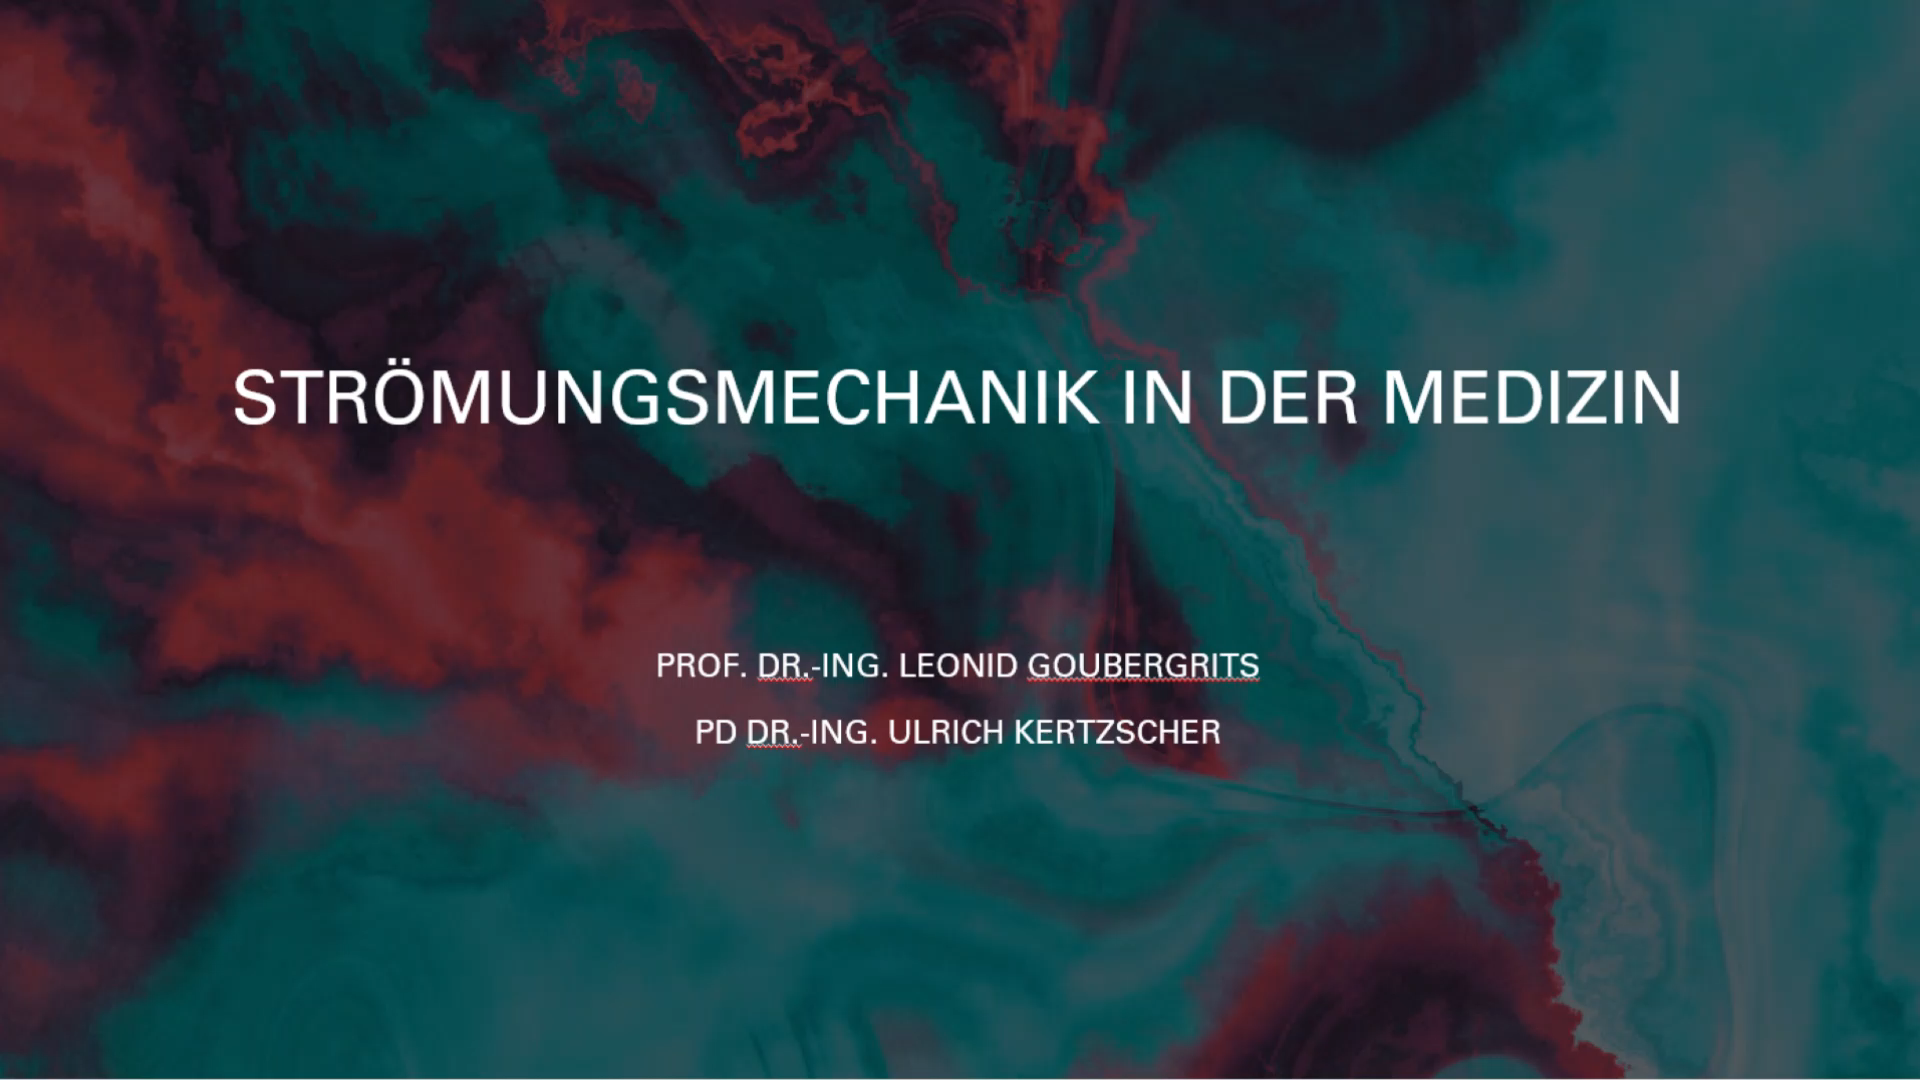 STRÖMUNGSMECHANIK IN DER MEDIZIN
PROF. DR.-ING. LEONID GOUBERGRITS
PD DR.-ING. ULRICH KERTZSCHER